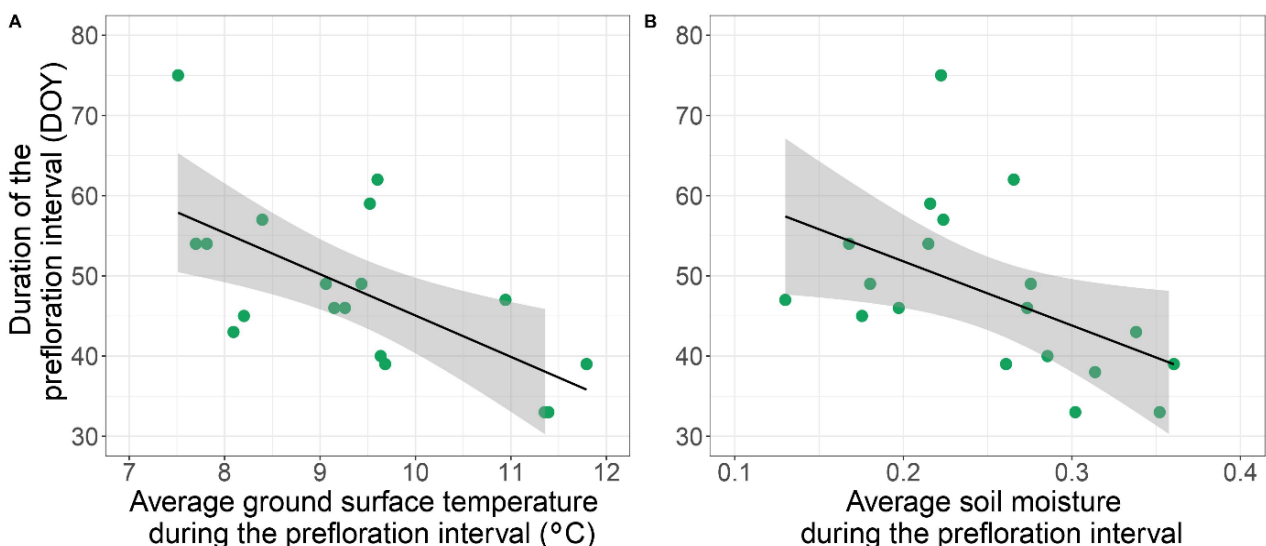 A
80
70
60
50
40
30
Duration of the
prefloration interval (DOY)
7 8 9 10 11 12
Average ground surface temperature
during the prefloration interval (ºC)
B
80
70
60
50
40
30
0.1 0.2 0.3 0.4
Average soil moisture
during the prefloration interval